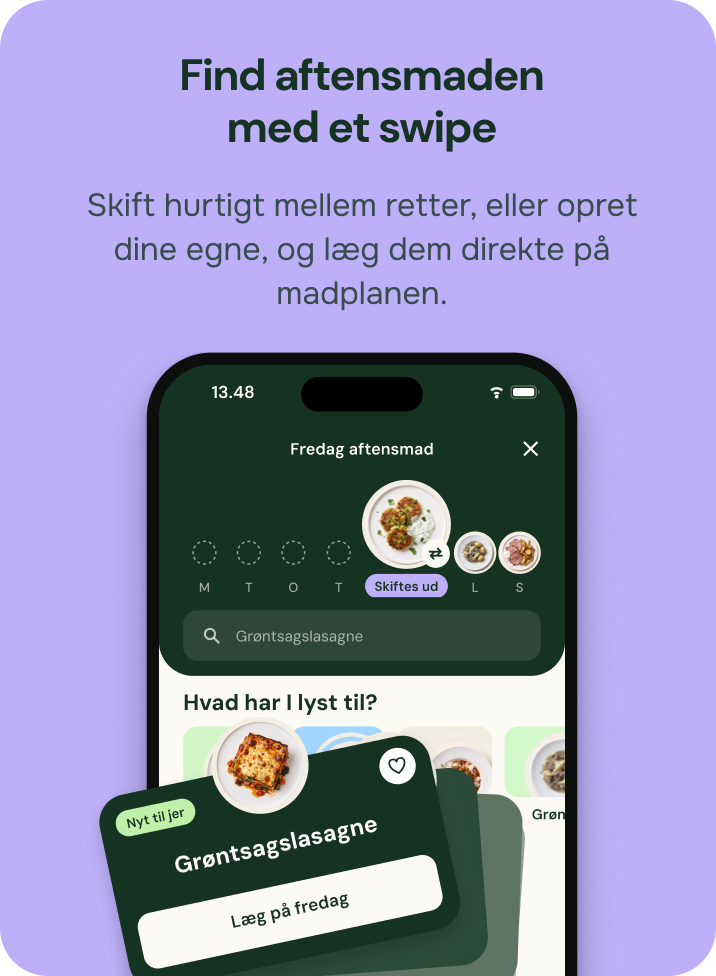 Find aftensmaden
med et swipe
Skift hurtigt mellem retter, eller opret
dine egne, og læg dem direkte på
madplanen.
13.48
Fredag aftensmad
M T O T Skiftes ud L S
Grøntsagslasagne
Hvad har I lyst til?
Nyt til jer
Grøntsagslasagne
Læg på fredag